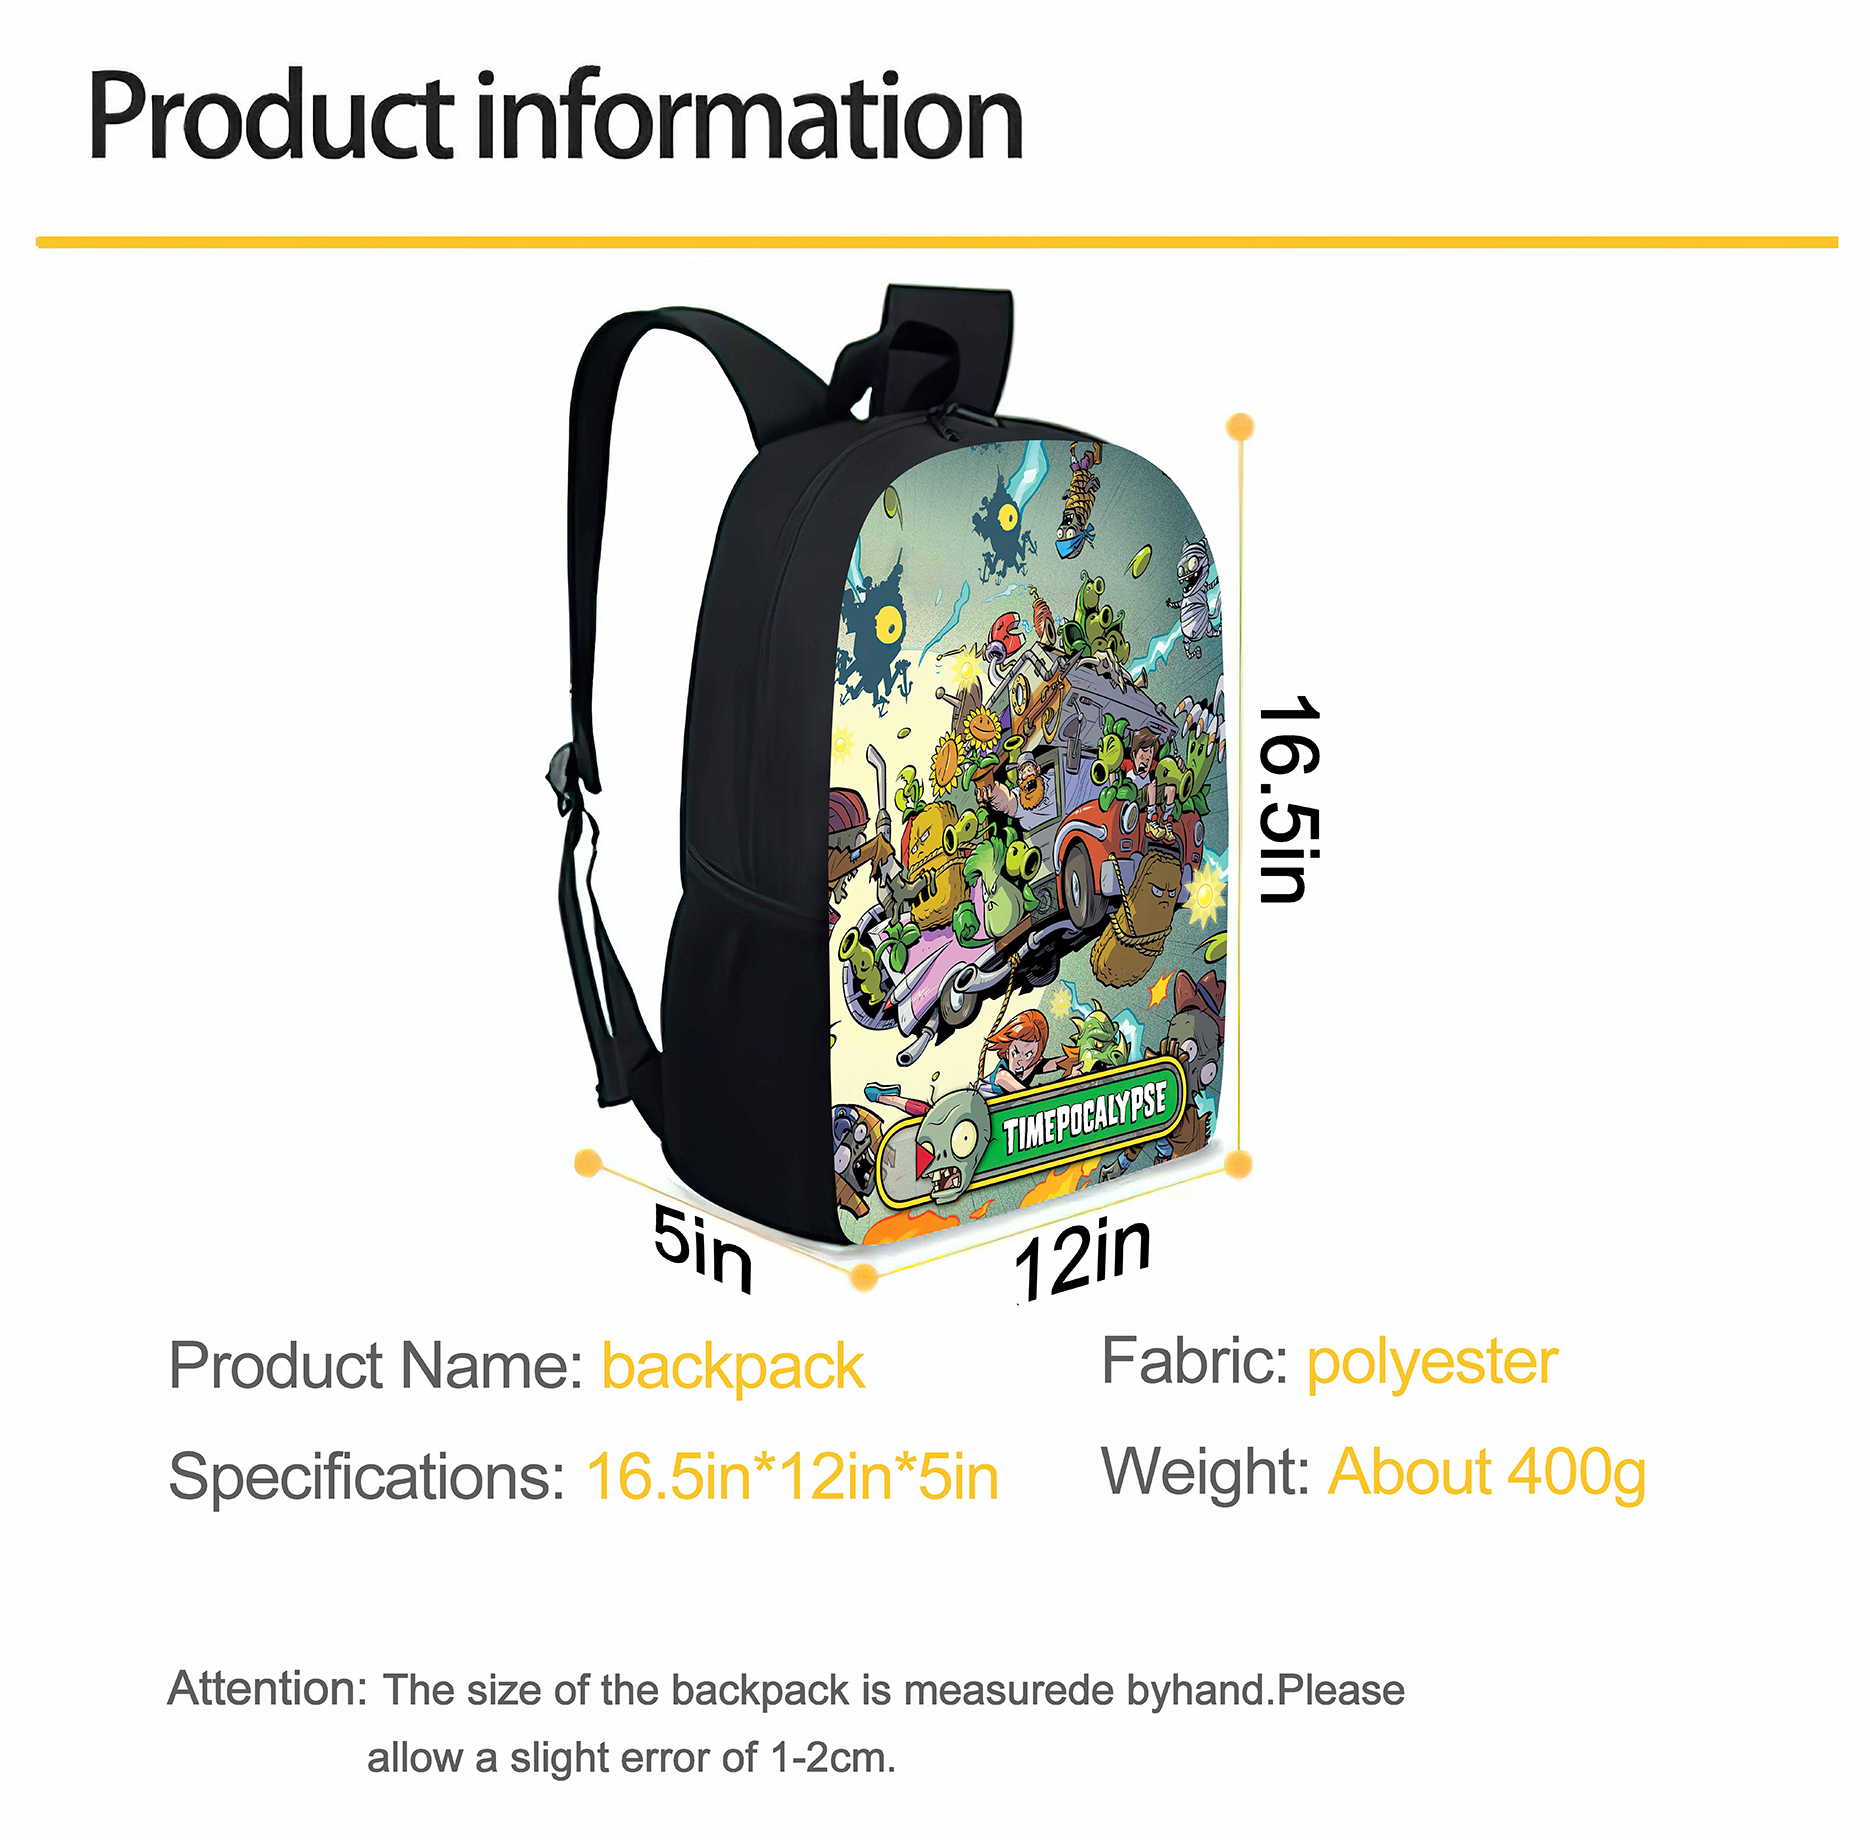 Product information
16.5in
TIMEPOCALYPSE
5in
12in
Product Name: backpack
Fabric: polyester
Specifications: 16.5in*12in*5in
Weight: About 400g
Attention: The size of the backpack is measurede byhand.Please
allow a slight error of 1-2cm.